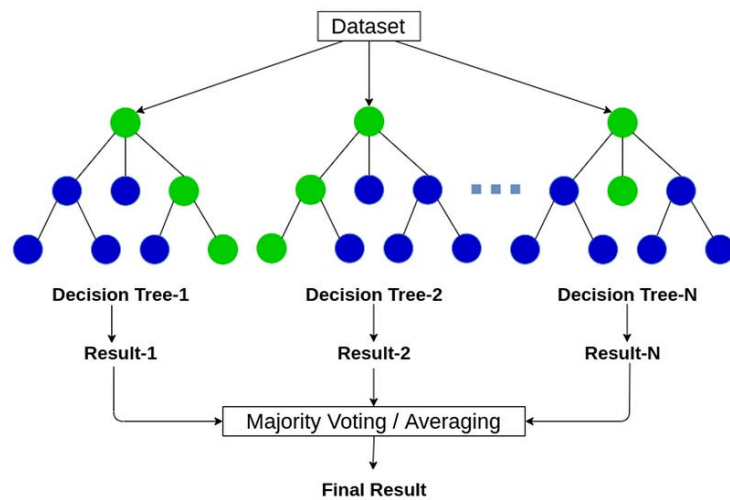 Dataset
Decision Tree-1
Decision Tree-2
Decision Tree-N
Result-1
Result-2
Result-N
Majority Voting / Averaging
Final Result